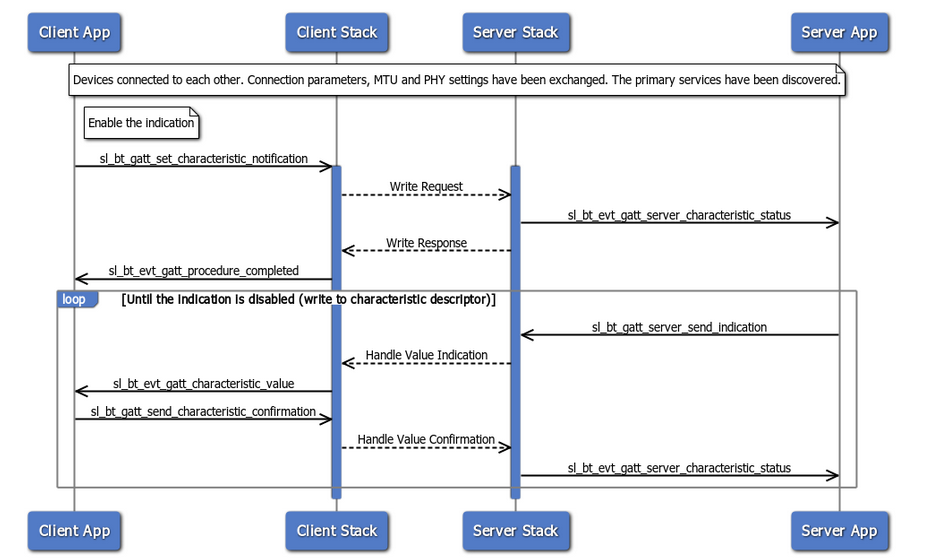 Client App
Client Stack
Server Stack
Server App
Devices connected to each other. Connection parameters, MTU and PHY settings have been exchanged. The primary services have been discovered.
Enable the indication
sl_bt_gatt_set_characteristic_notification
Write Request
sl_bt_evt_gatt_server_characteristic_status
Write Response
sl_bt_evt_gatt_procedure_completed
loop [Until the indication is disabled (write to characteristic descriptor)]
sl_bt_gatt_server_send_indication
Handle Value Indication
sl_bt_evt_gatt_characteristic_value
sl_bt_gatt_send_characteristic_confirmation
Handle Value Confirmation
sl_bt_evt_gatt_server_characteristic_status
Client App
Client Stack
Server Stack
Server App